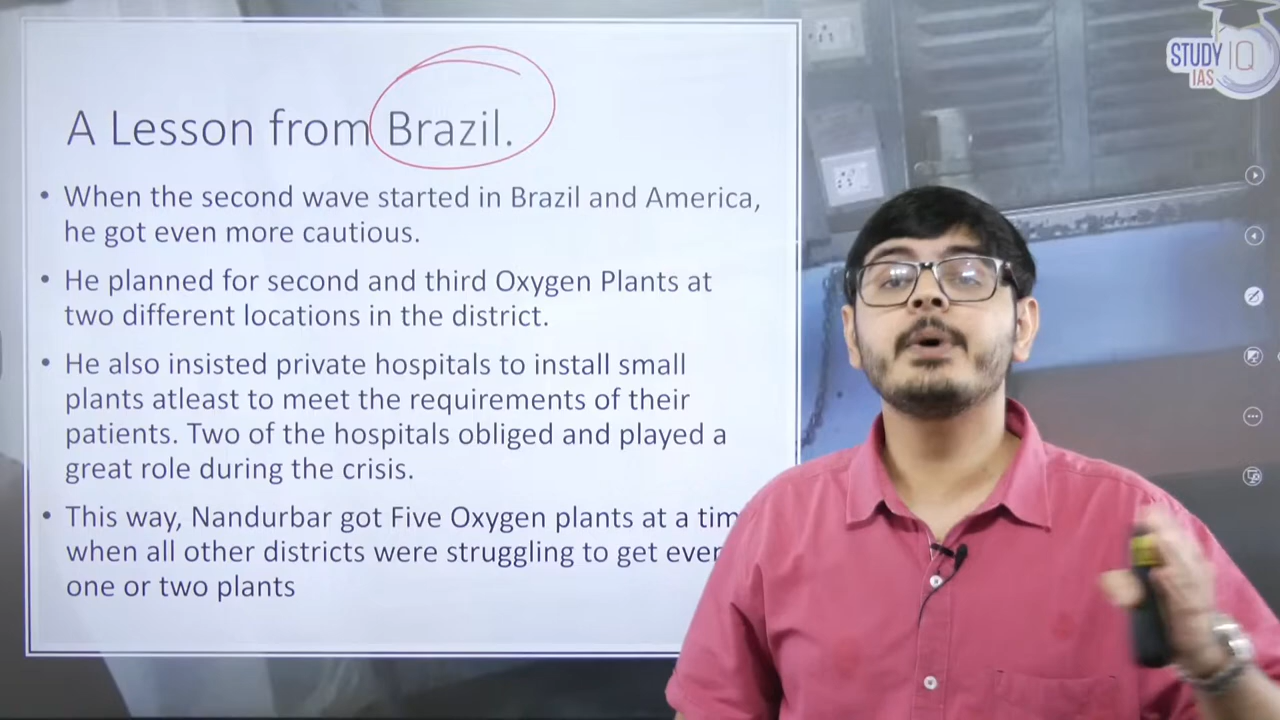 STUDY IQ
IAS
A Lesson from Brazil.
• When the second wave started in Brazil and America,
he got even more cautious.
• He planned for second and third Oxygen Plants at
two different locations in the district.
• He also insisted private hospitals to install small
plants atleast to meet the requirements of their
patients. Two of the hospitals obliged and played a
great role during the crisis.
• This way, Nandurbar got Five Oxygen plants at a
when all other districts were struggling to get
one or two plants